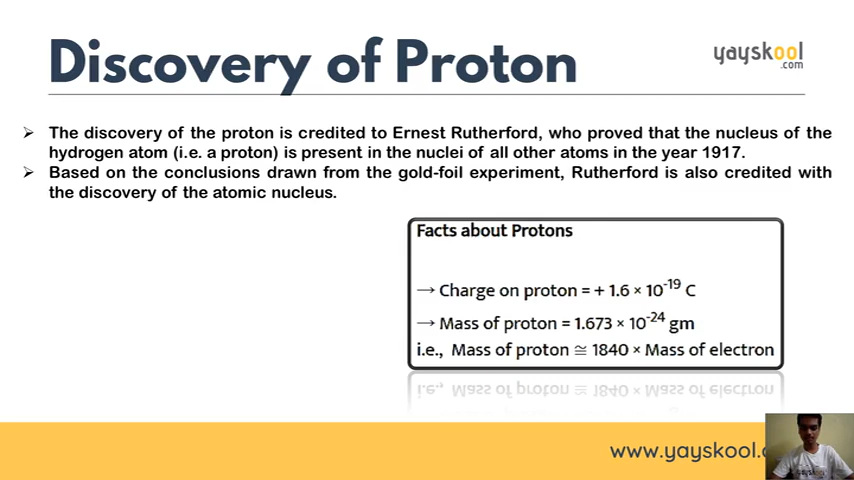 Discovery of Proton
yayskool
.com
➢ The discovery of the proton is credited to Ernest Rutherford, who proved that the nucleus of the
hydrogen atom (i.e. a proton) is present in the nuclei of all other atoms in the year 1917.
➢ Based on the conclusions drawn from the gold-foil experiment, Rutherford is also credited with
the discovery of the atomic nucleus.
Facts about Protons
→ Charge on proton = + 1.6 × 10⁻¹⁹ C
→ Mass of proton = 1.673 × 10⁻²⁴ gm
i.e., Mass of proton ≅ 1840 × Mass of electron
www.yayskool.